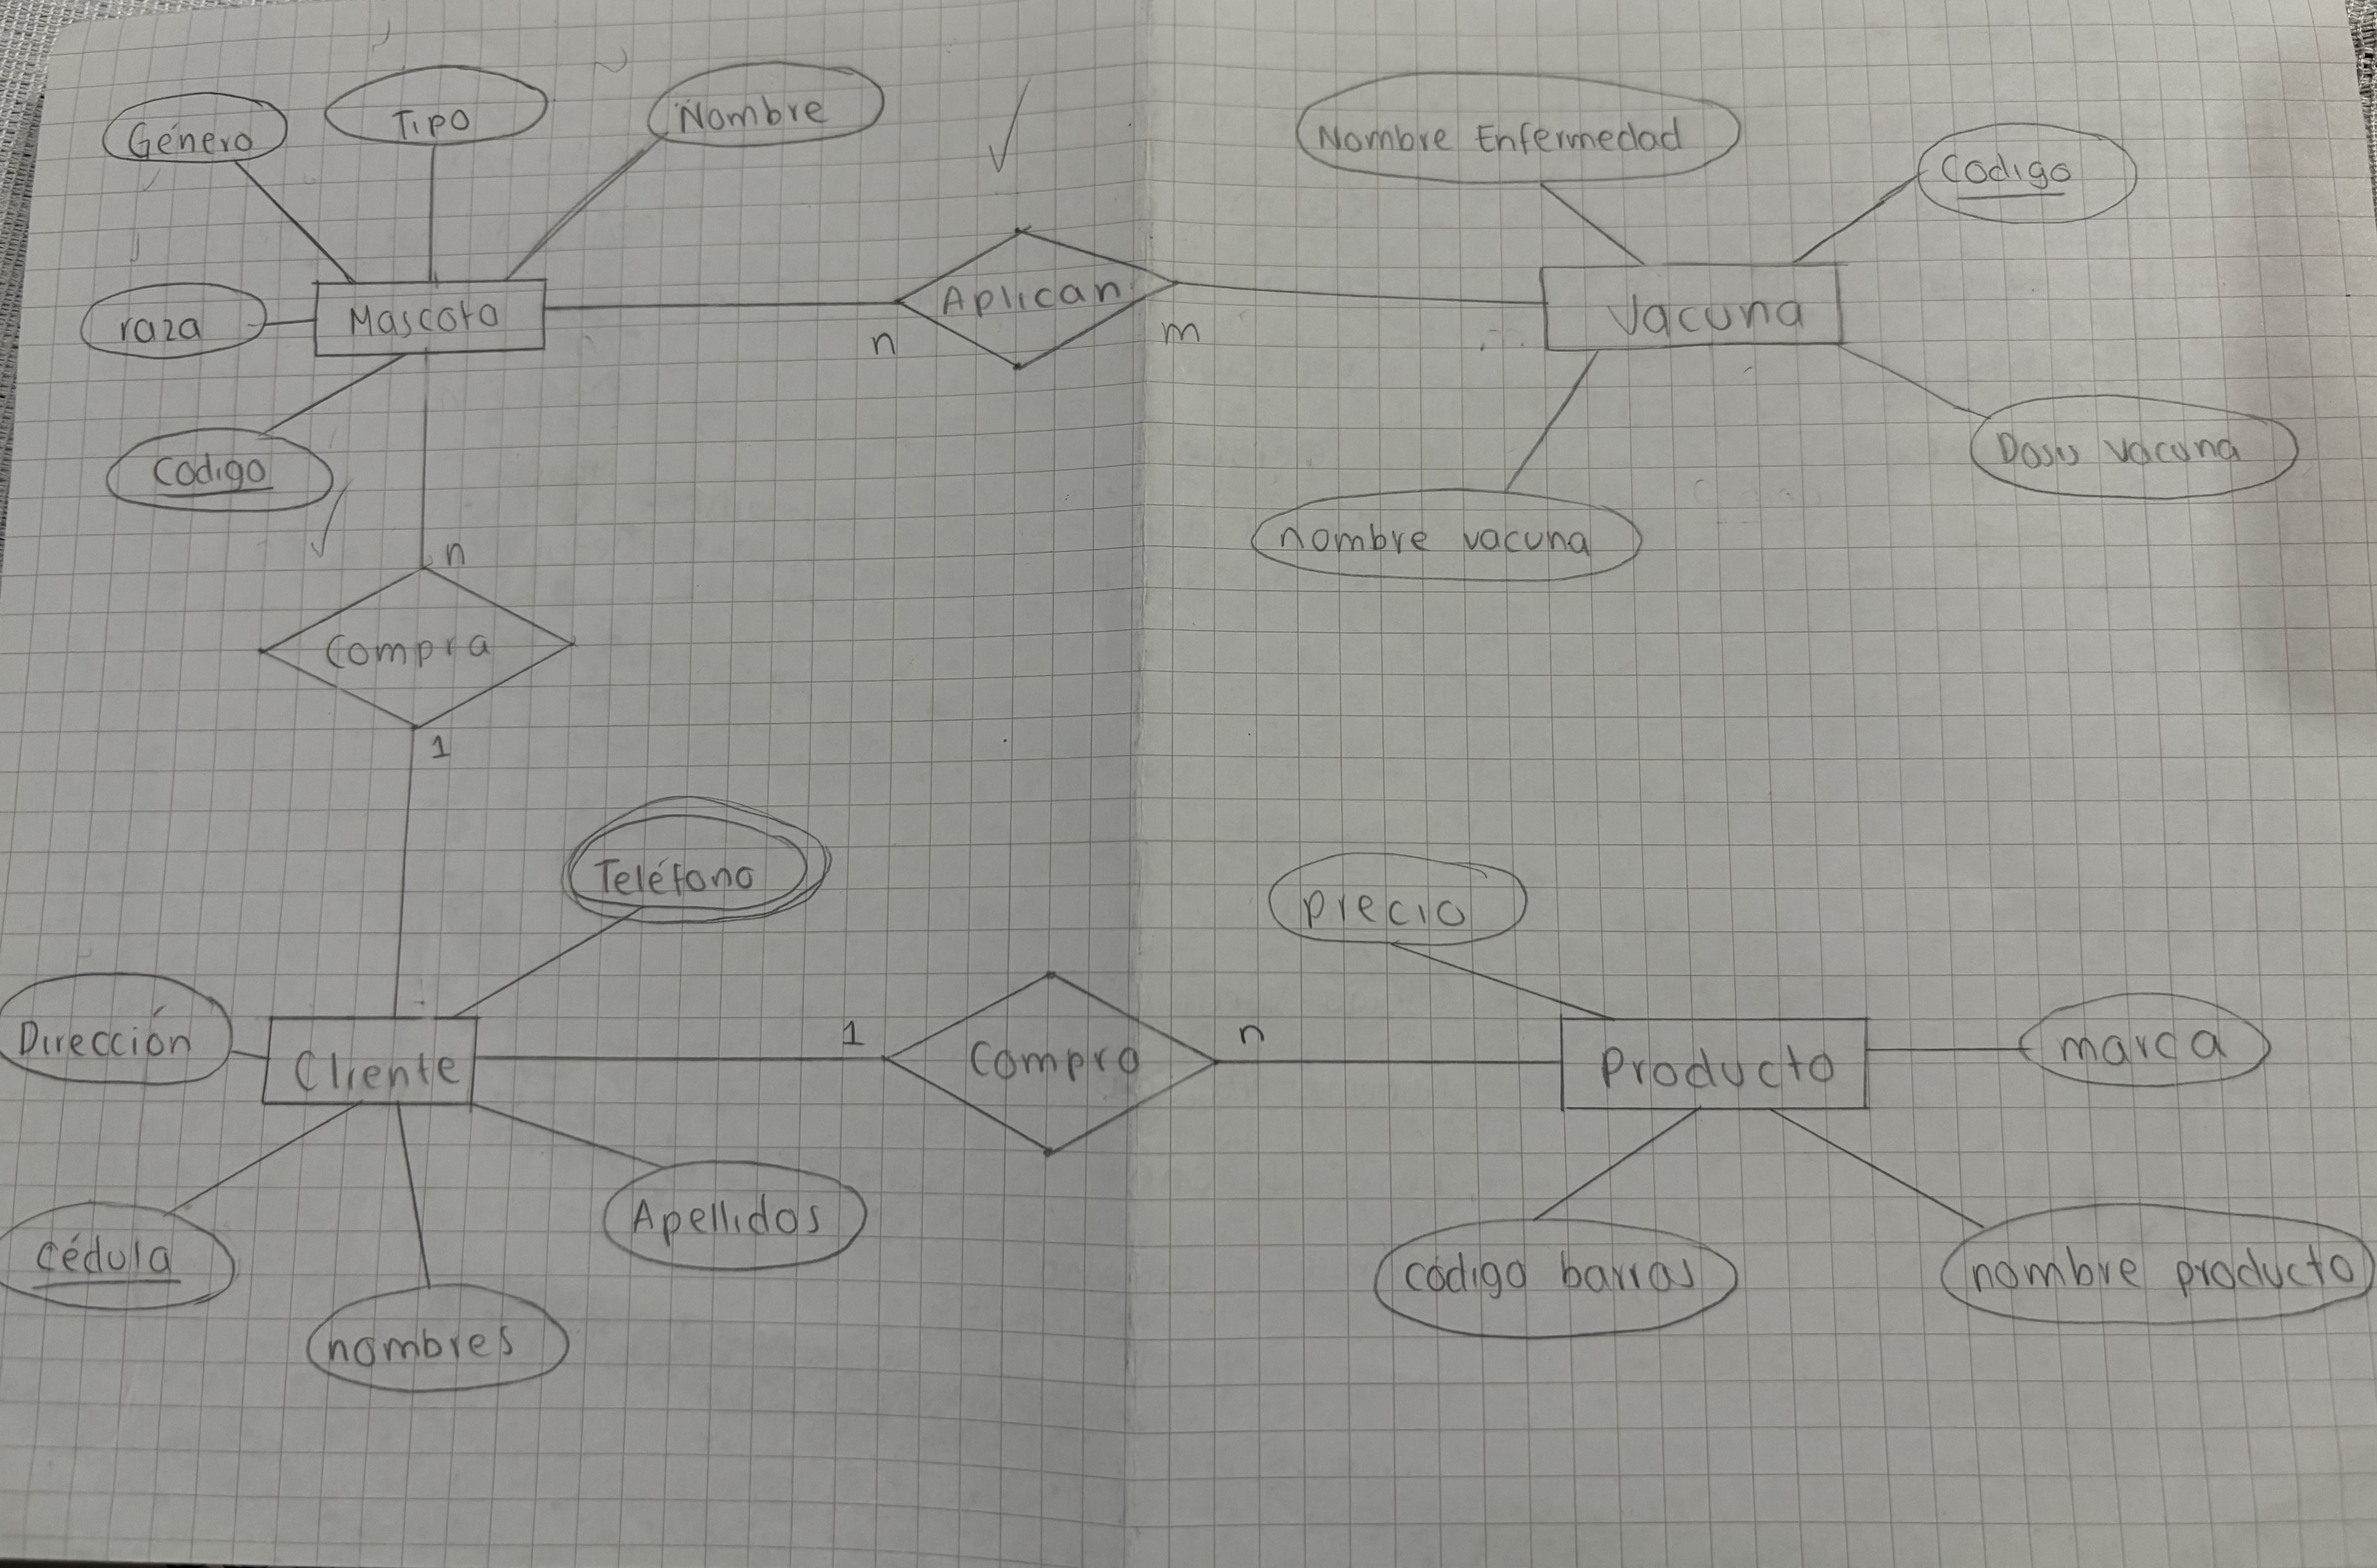 Género
Tipo
Nombre
Nombre Enfermedad
Codigo
raza
Mascota
Aplican
n
m
Vacuna
Codigo
Dosis vacuna
nombre vacuna
n
Compra
1
Teléfono
precio
Dirección
Cliente
1
Compra
n
Producto
marca
Apellidos
cédula
código barras
nombre producto
nombres